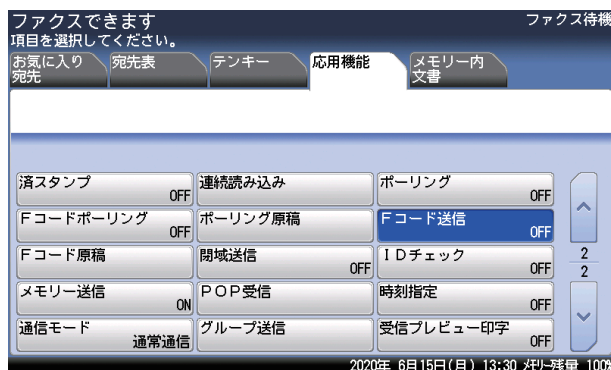 ファクスできます
ファクス待機
項目を選択してください。
お気に入り
宛先
宛先表
テンキー
応用機能
メモリー内
文書
済スタンプ
OFF
連続読み込み
ポーリング
OFF
Fコードポーリング
OFF
ポーリング原稿
Fコード送信
OFF
Fコード原稿
閉域送信
OFF
IDチェック
OFF
2
2
メモリー送信
ON
POP受信
時刻指定
OFF
通信モード
通常通信
グループ送信
受信プレビュー印字
OFF
2020年 6月15日(月) 13:30 メモリー残量 100%